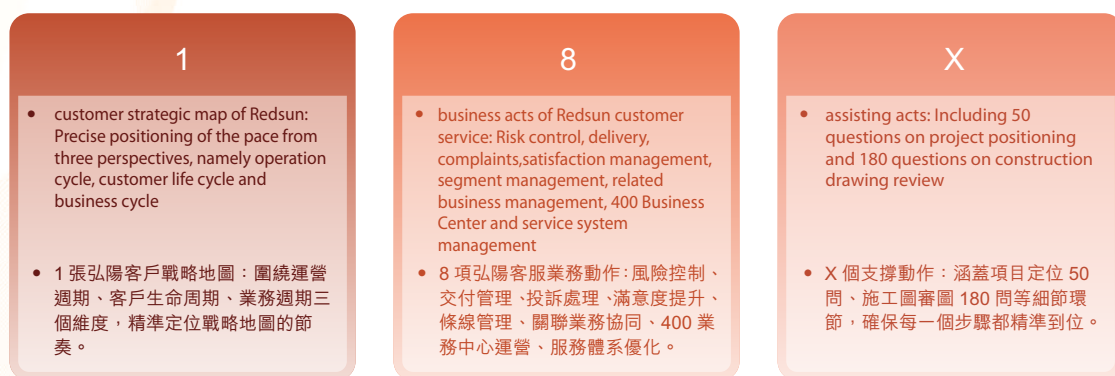 1
• customer strategic map of Redsun:
Precise positioning of the pace from
three perspectives, namely operation
cycle, customer life cycle and
business cycle
• 1 張弘陽客戶戰略地圖：圍繞運營
週期、客戶生命周期、業務週期三
個維度，精準定位戰略地圖的節
奏。
8
• business acts of Redsun customer
service: Risk control, delivery,
complaints,satisfaction management,
segment management, related
business management, 400 Business
Center and service system
management
• 8 項弘陽客服業務動作：風險控制、
交付管理、投訴處理、滿意度提升、
條線管理、關聯業務協同、400 業
務中心運營、服務體系優化。
X
• assisting acts: Including 50
questions on project positioning
and 180 questions on construction
drawing review
• X 個支撐動作：涵蓋項目定位 50
問、施工圖審圖 180 問等細節環
節，確保每一個步驟都精準到位。